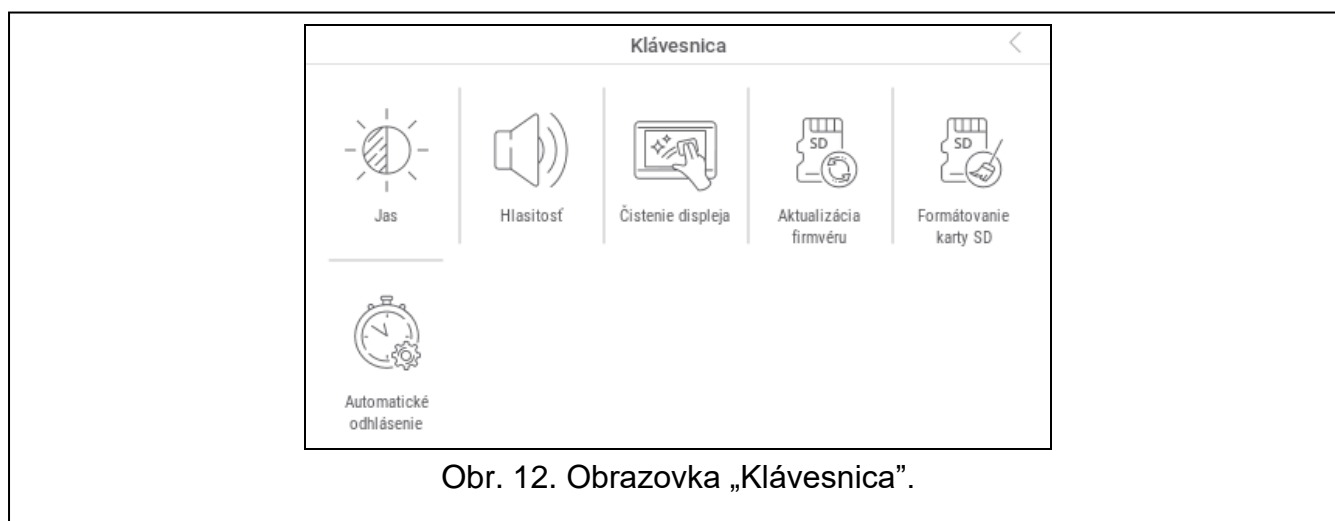 Klávesnica
SD
SD
Jas
Hlasitosť
Čistenie displeja
Aktualizácia
firmvéru
Formátovanie
karty SD
Automatické
odhlásenie
Obr. 12. Obrazovka „Klávesnica”.